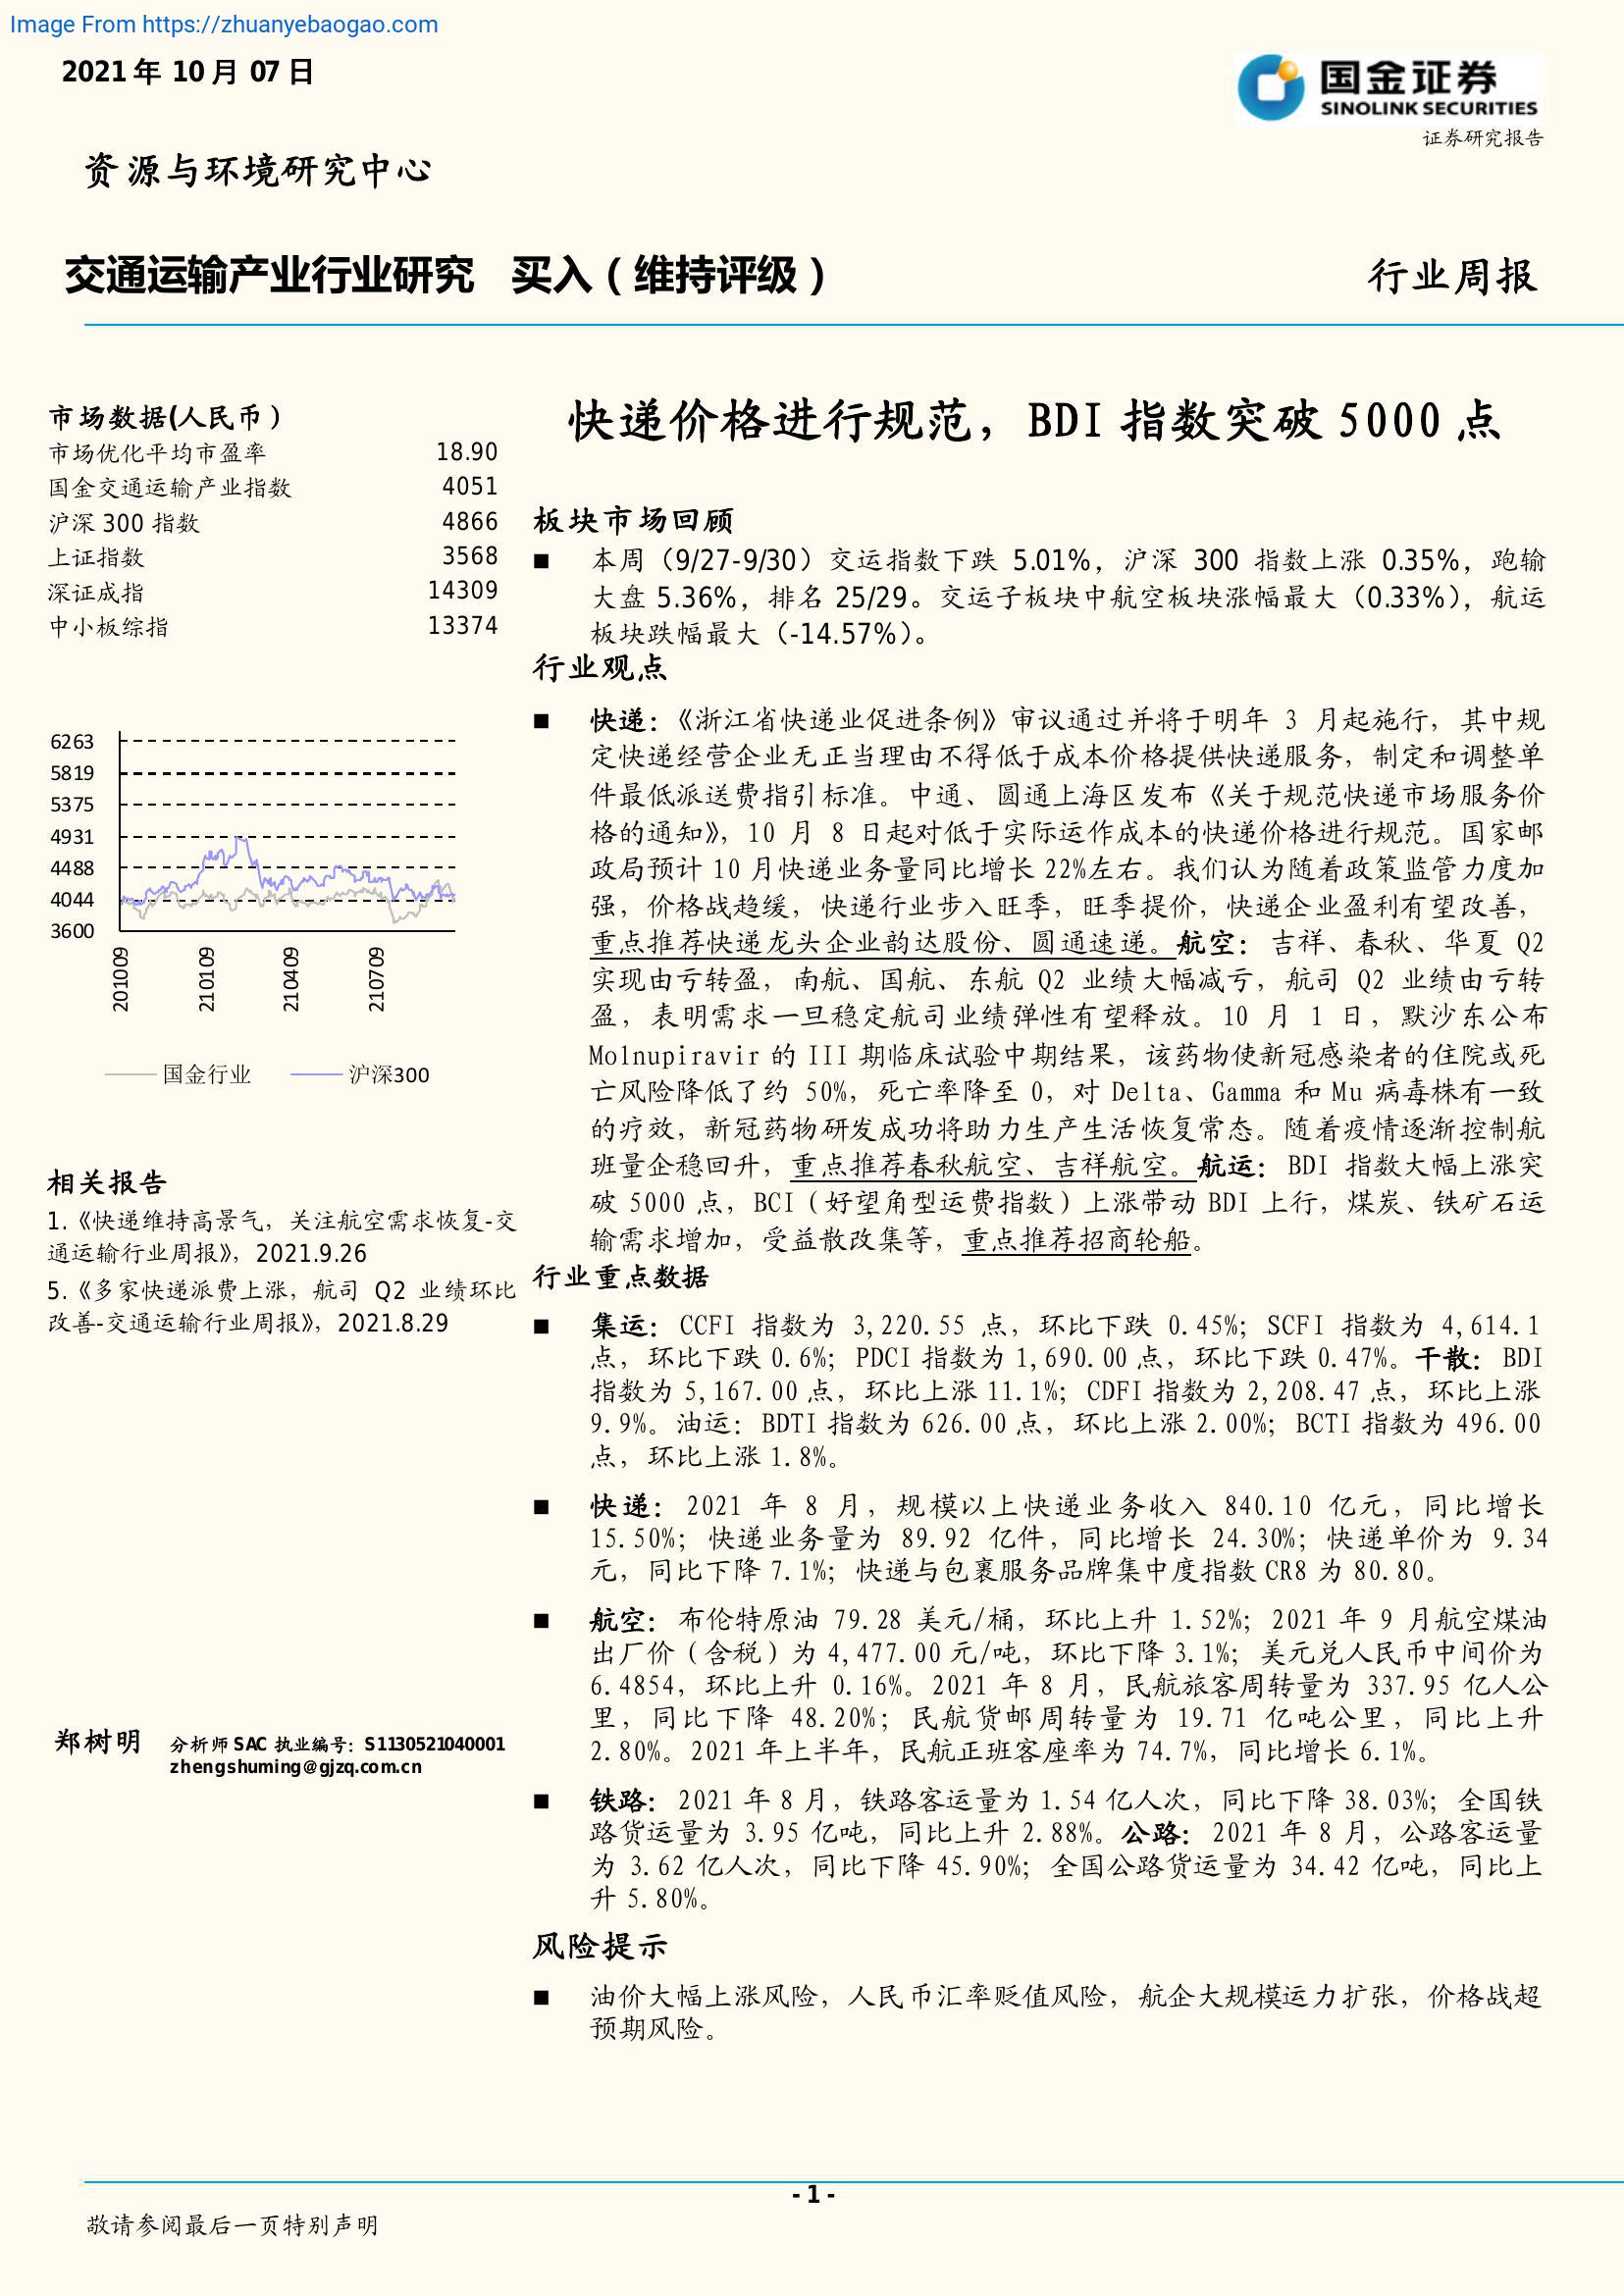 Image From https://zhuanyebaogao.com
2021 年 10 月 07 日
国金证券
SINOLINK SECURITIES
证券研究报告
资源与环境研究中心
交通运输产业行业研究 买入（维持评级）
行业周报
市场数据(人民币）
市场优化平均市盈率 18.90
国金交通运输产业指数 4051
沪深 300 指数 4866
上证指数 3568
深证成指 14309
中小板综指 13374
6263
5819
5375
4931
4488
4044
3600
201009
210109
210409
210709
国金行业 沪深300
相关报告
1.《快递维持高景气，关注航空需求恢复-交
通运输行业周报》，2021.9.26
5.《多家快递派费上涨，航司 Q2 业绩环比
改善-交通运输行业周报》，2021.8.29
郑树明 分析师 SAC 执业编号：S1130521040001
zhengshuming@gjzq.com.cn
快递价格进行规范，BDI 指数突破 5000 点
板块市场回顾
■ 本周（9/27-9/30）交运指数下跌 5.01%，沪深 300 指数上涨 0.35%，跑输
大盘 5.36%，排名 25/29。交运子板块中航空板块涨幅最大（0.33%），航运
板块跌幅最大（-14.57%）。
行业观点
■ 快递：《浙江省快递业促进条例》审议通过并将于明年 3 月起施行，其中规
定快递经营企业无正当理由不得低于成本价格提供快递服务，制定和调整单
件最低派送费指引标准。中通、圆通上海区发布《关于规范快递市场服务价
格的通知》，10 月 8 日起对低于实际运作成本的快递价格进行规范。国家邮
政局预计 10 月快递业务量同比增长 22%左右。我们认为随着政策监管力度加
强，价格战趋缓，快递行业步入旺季，旺季提价，快递企业盈利有望改善，
重点推荐快递龙头企业韵达股份、圆通速递。航空：吉祥、春秋、华夏 Q2
实现由亏转盈，南航、国航、东航 Q2 业绩大幅减亏，航司 Q2 业绩由亏转
盈，表明需求一旦稳定航司业绩弹性有望释放。10 月 1 日，默沙东公布
Molnupiravir 的 III 期临床试验中期结果，该药物使新冠感染者的住院或死
亡风险降低了约 50%，死亡率降至 0，对 Delta、Gamma 和 Mu 病毒株有一致
的疗效，新冠药物研发成功将助力生产生活恢复常态。随着疫情逐渐控制航
班量企稳回升，重点推荐春秋航空、吉祥航空。航运：BDI 指数大幅上涨突
破 5000 点，BCI（好望角型运费指数）上涨带动 BDI 上行，煤炭、铁矿石运
输需求增加，受益散改集等，重点推荐招商轮船。
行业重点数据
■ 集运：CCFI 指数为 3,220.55 点，环比下跌 0.45%；SCFI 指数为 4,614.1
点，环比下跌 0.6%；PDCI 指数为 1,690.00 点，环比下跌 0.47%。干散：BDI
指数为 5,167.00 点，环比上涨 11.1%；CDFI 指数为 2,208.47 点，环比上涨
9.9%。油运：BDTI 指数为 626.00 点，环比上涨 2.00%；BCTI 指数为 496.00
点，环比上涨 1.8%。
■ 快递：2021 年 8 月，规模以上快递业务收入 840.10 亿元，同比增长
15.50%；快递业务量为 89.92 亿件，同比增长 24.30%；快递单价为 9.34
元，同比下降 7.1%；快递与包裹服务品牌集中度指数 CR8 为 80.80。
■ 航空：布伦特原油 79.28 美元/桶，环比上升 1.52%；2021 年 9 月航空煤油
出厂价（含税）为 4,477.00 元/吨，环比下降 3.1%；美元兑人民币中间价为
6.4854，环比上升 0.16%。2021 年 8 月，民航旅客周转量为 337.95 亿人公
里，同比下降 48.20%；民航货邮周转量为 19.71 亿吨公里，同比上升
2.80%。2021 年上半年，民航正班客座率为 74.7%，同比增长 6.1%。
■ 铁路：2021 年 8 月，铁路客运量为 1.54 亿人次，同比下降 38.03%；全国铁
路货运量为 3.95 亿吨，同比上升 2.88%。公路：2021 年 8 月，公路客运量
为 3.62 亿人次，同比下降 45.90%；全国公路货运量为 34.42 亿吨，同比上
升 5.80%。
风险提示
■ 油价大幅上涨风险，人民币汇率贬值风险，航企大规模运力扩张，价格战超
预期风险。
- 1 -
敬请参阅最后一页特别声明